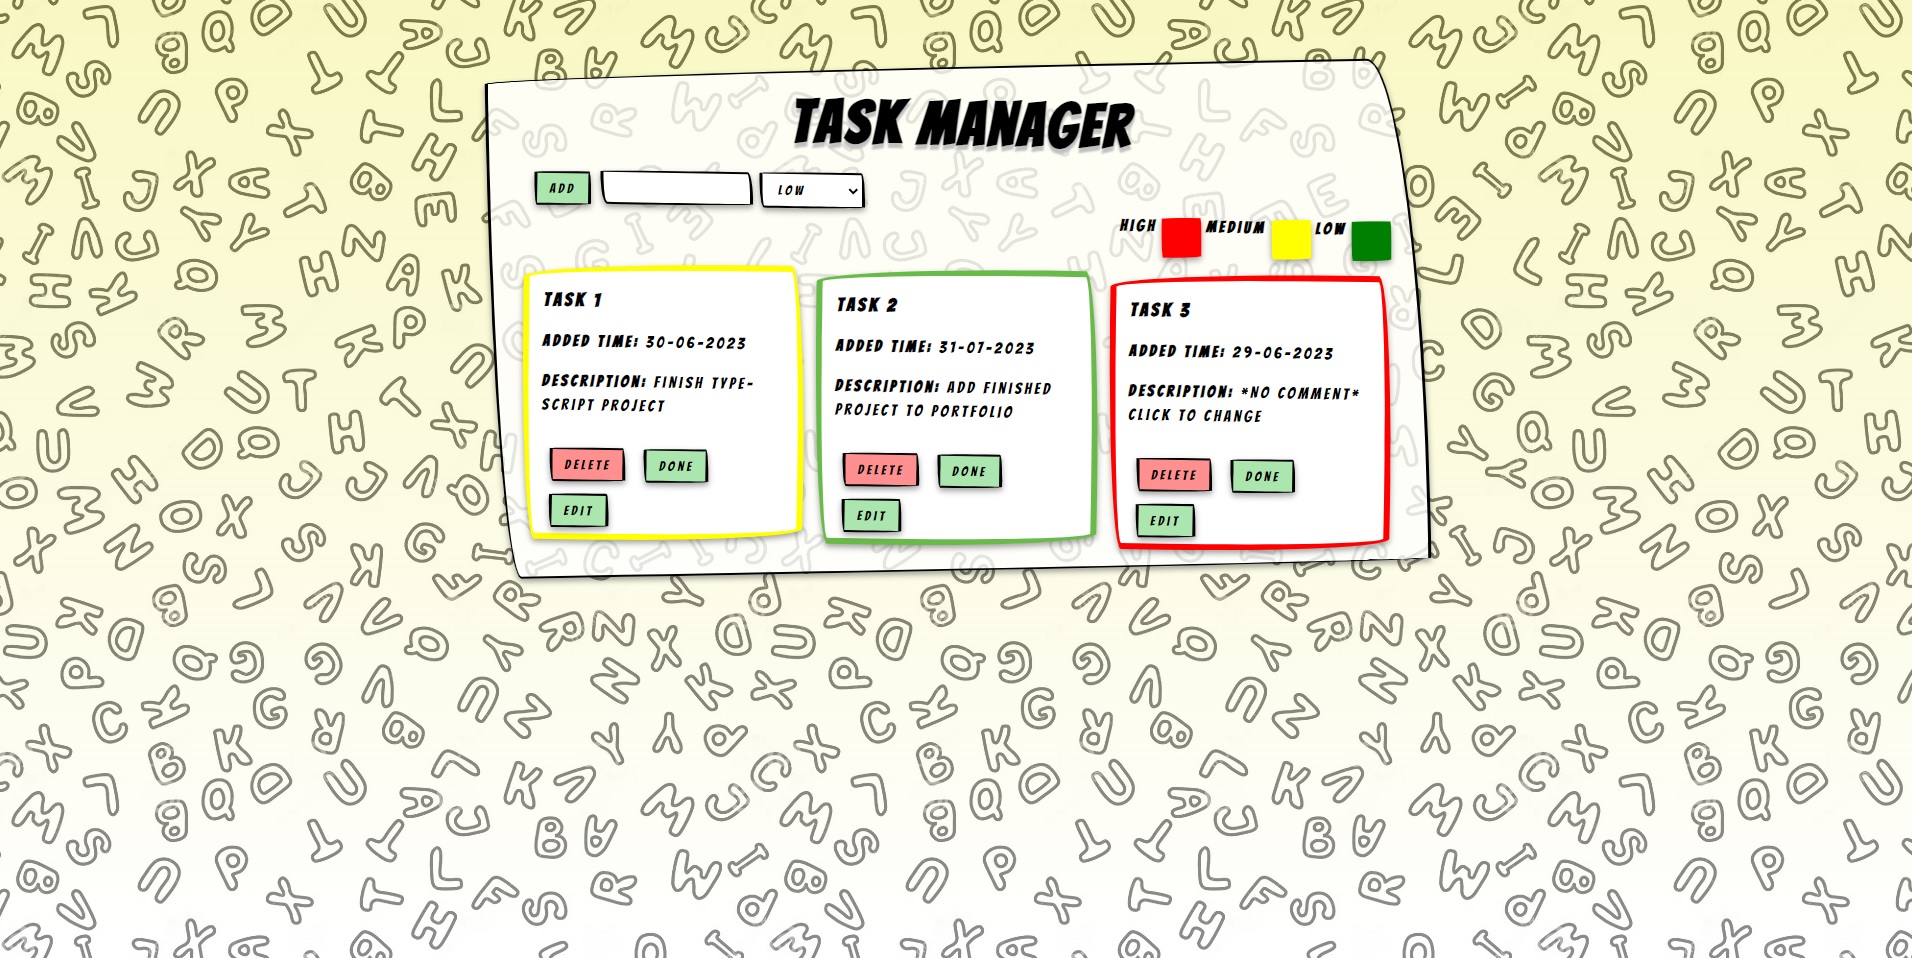 TASK MANAGER
ADD
LOW
HIGH MEDIUM LOW
TASK 1
ADDED TIME: 30-06-2023
DESCRIPTION: FINISH TYPE-
SCRIPT PROJECT
DELETE DONE
EDIT
TASK 2
ADDED TIME: 31-07-2023
DESCRIPTION: ADD FINISHED
PROJECT TO PORTFOLIO
DELETE DONE
EDIT
TASK 3
ADDED TIME: 29-06-2023
DESCRIPTION: *NO COMMENT*
CLICK TO CHANGE
DELETE DONE
EDIT